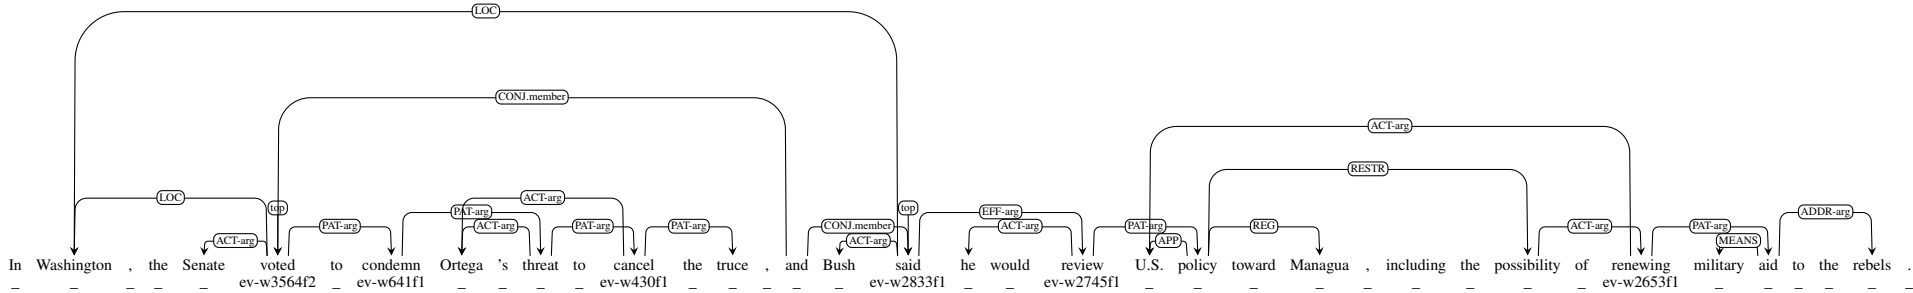 LOC
CONJ.member
ACT-arg
RESTR
LOC ACT-arg
top PAT-arg top EFF-arg ADDR-arg
PAT-arg ACT-arg PAT-arg PAT-arg CONJ.member ACT-arg PAT-arg REG ACT-arg PAT-arg
ACT-arg ACT-arg APP MEANS
In Washington , the Senate voted to condemn Ortega 's threat to cancel the truce , and Bush said he would review U.S. policy toward Managua , including the possibility of renewing military aid to the rebels .
_ _ _ _ _ ev-w3564f2 _ ev-w641f1 _ _ _ _ ev-w430f1 _ _ _ _ _ ev-w2833f1 _ _ ev-w2745f1 _ _ _ _ _ _ _ _ _ ev-w2653f1 _ _ _ _ _ _